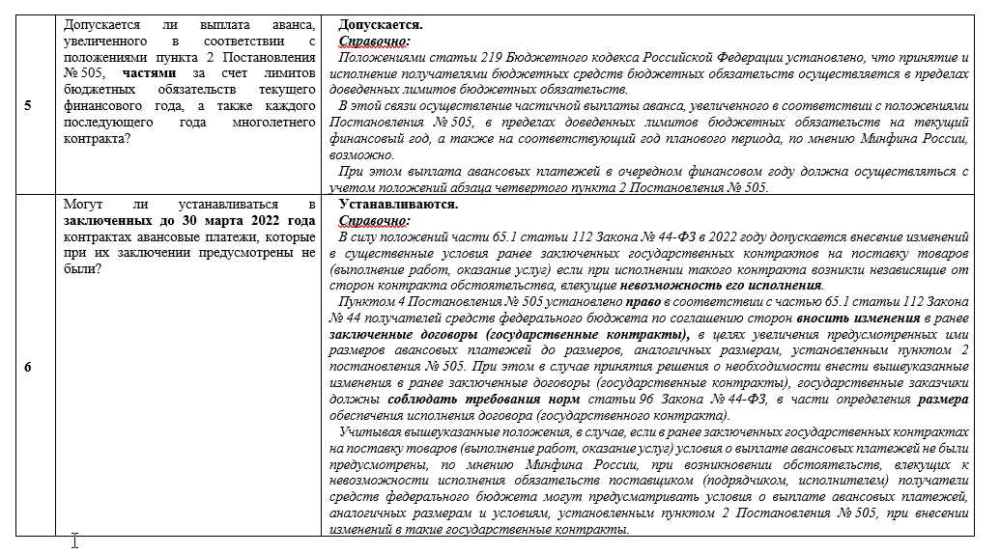 5
Допускается ли выплата аванса,
увеличенного в соответствии с
положениями пункта 2 Постановления
№ 505, частями за счет лимитов
бюджетных обязательств текущего
финансового года, а также каждого
последующего года многолетнего
контракта?
Допускается.
Справочно:
Положениями статьи 219 Бюджетного кодекса Российской Федерации установлено, что принятие и
исполнение получателями бюджетных средств бюджетных обязательств осуществляется в пределах
доведенных лимитов бюджетных обязательств.
В этой связи осуществление частичной выплаты аванса, увеличенного в соответствии с положениями
Постановления № 505, в пределах доведенных лимитов бюджетных обязательств на текущий
финансовый год, а также на соответствующий год планового периода, по мнению Минфина России,
возможно.
При этом выплата авансовых платежей в очередном финансовом году должна осуществляться с
учетом положений абзаца четвертого пункта 2 Постановления № 505.
6
Могут ли устанавливаться в
заключенных до 30 марта 2022 года
контрактах авансовые платежи, которые
при их заключении предусмотрены не
были?
Устанавливаются.
Справочно:
В силу положений части 65.1 статьи 112 Закона № 44-ФЗ в 2022 году допускается внесение изменений
в существенные условия ранее заключенных государственных контрактов на поставку товаров
(выполнение работ, оказание услуг) если при исполнении такого контракта возникли независящие от
сторон контракта обстоятельства, влекущие невозможность его исполнения.
Пунктом 4 Постановления № 505 установлено право в соответствии с частью 65.1 статьи 112 Закона
№ 44 получателей средств федерального бюджета по соглашению сторон вносить изменения в ранее
заключенные договоры (государственные контракты), в целях увеличения предусмотренных ими
размеров авансовых платежей до размеров, аналогичных размерам, установленным пунктом 2
постановления № 505. При этом в случае принятия решения о необходимости внести вышеуказанные
изменения в ранее заключенные договоры (государственные контракты), государственные заказчики
должны соблюдать требования норм статьи 96 Закона № 44-ФЗ, в части определения размера
обеспечения исполнения договора (государственного контракта).
Учитывая вышеуказанные положения, в случае, если в ранее заключенных государственных контрактах
на поставку товаров (выполнение работ, оказание услуг) условия о выплате авансовых платежей не были
предусмотрены, по мнению Минфина России, при возникновении обстоятельств, влекущих к
невозможности исполнения обязательств поставщиком (подрядчиком, исполнителем) получатели
средств федерального бюджета могут предусматривать условия о выплате авансовых платежей,
аналогичных размерам и условиям, установленным пунктом 2 Постановления № 505, при внесении
изменений в такие государственные контракты.